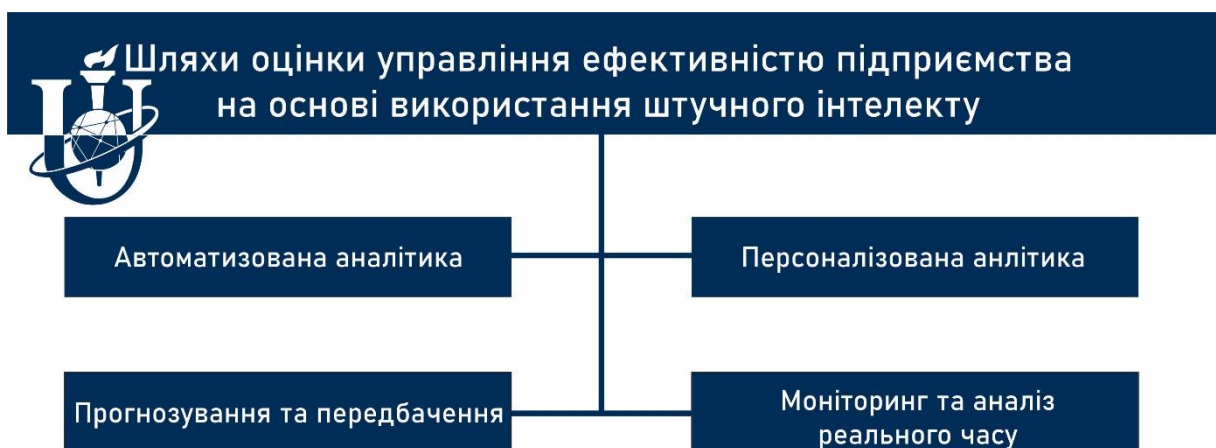 Шляхи оцінки управління ефективністю підприємства
на основі використання штучного інтелекту
Автоматизована аналітика
Персоналізована анлітика
Прогнозування та передбачення
Моніторинг та аналіз
реального часу